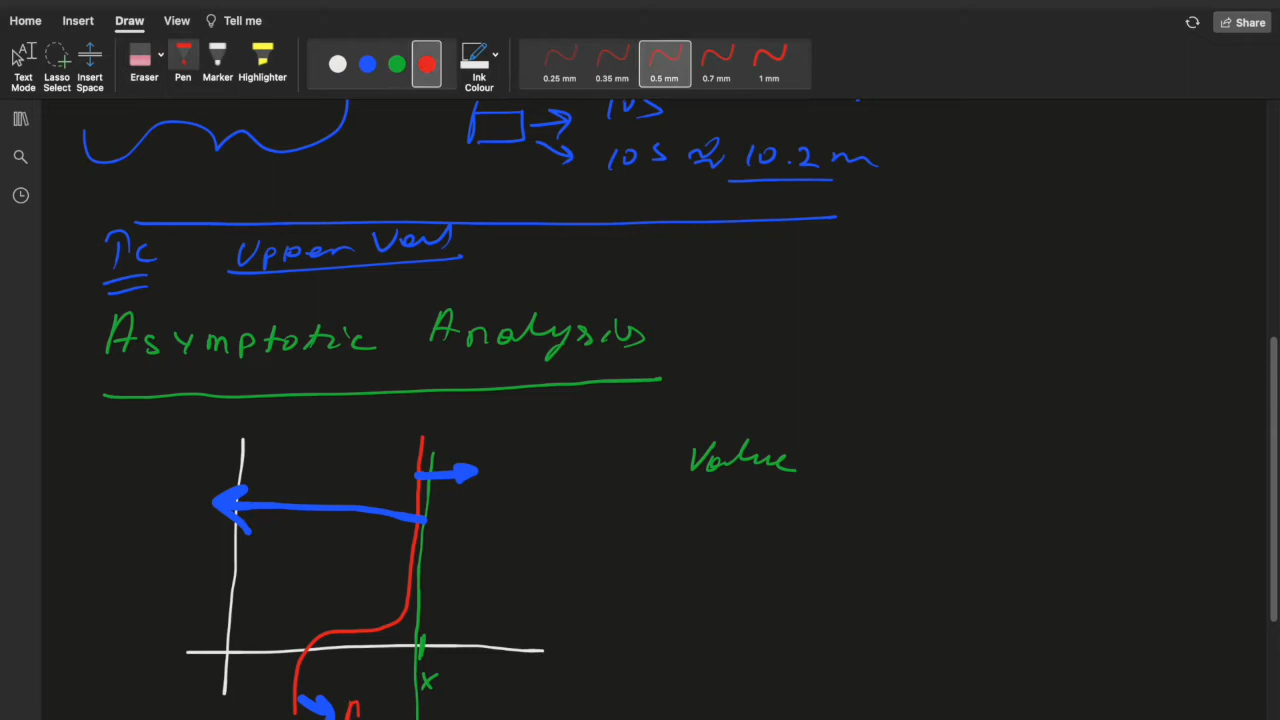 Home Insert Draw View Tell me Share
Text Mode Lasso Select Insert Space Eraser Pen Marker Highlighter Ink Colour 0.25 mm 0.35 mm 0.5 mm 0.7 mm 1 mm
10s
10s ≈ 10.2 m
Tc Upper
Asymptotic Analysis
Value
x